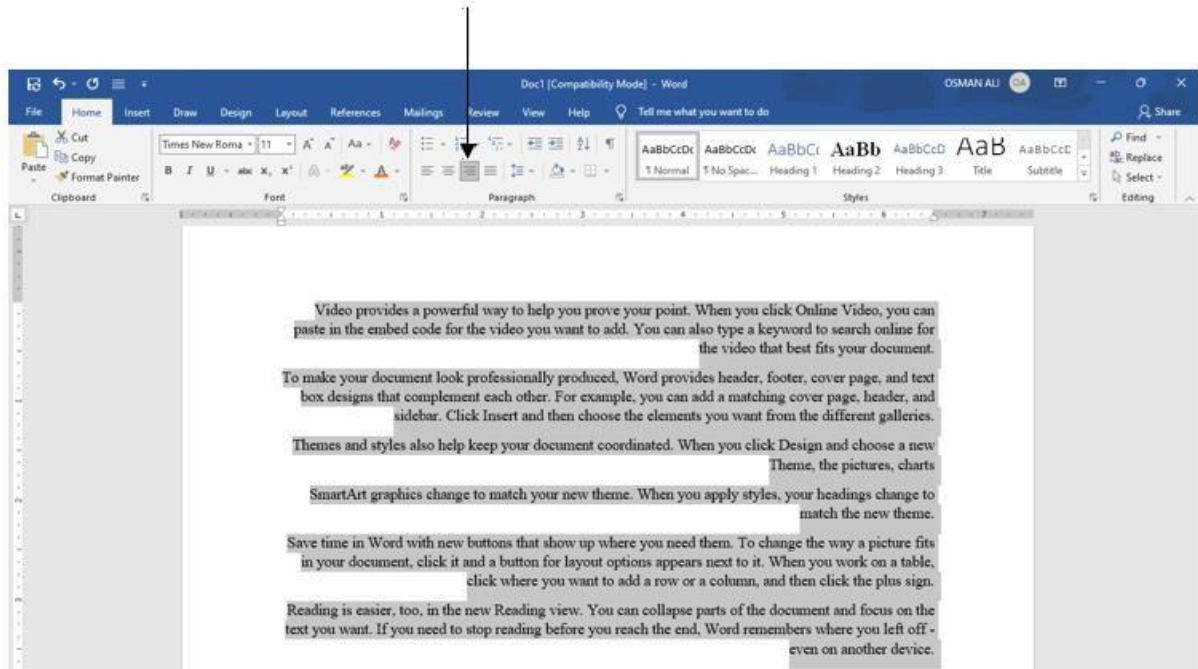 Doc1 [Compatibility Mode] - Word
OSMAN ALI
OA
File Home Insert Draw Design Layout References Mailings Review View Help Tell me what you want to do
Share
Paste
Cut
Copy
Format Painter
Clipboard
Times New Roma 11
Aa
B I U abc x, x²
Font
Paragraph
AaBbCcDc AaBbCcDc AaBbCc AaBb AaBbCcD AaB AaBbCcC
¶ Normal ¶ No Spac... Heading 1 Heading 2 Heading 3 Title Subtitle
Styles
Find
Replace
Select
Editing
1 2 3 4 5 6 7
Video provides a powerful way to help you prove your point. When you click Online Video, you can
paste in the embed code for the video you want to add. You can also type a keyword to search online for
the video that best fits your document.
To make your document look professionally produced, Word provides header, footer, cover page, and text
box designs that complement each other. For example, you can add a matching cover page, header, and
sidebar. Click Insert and then choose the elements you want from the different galleries.
Themes and styles also help keep your document coordinated. When you click Design and choose a new
Theme, the pictures, charts
SmartArt graphics change to match your new theme. When you apply styles, your headings change to
match the new theme.
Save time in Word with new buttons that show up where you need them. To change the way a picture fits
in your document, click it and a button for layout options appears next to it. When you work on a table,
click where you want to add a row or a column, and then click the plus sign.
Reading is easier, too, in the new Reading view. You can collapse parts of the document and focus on the
text you want. If you need to stop reading before you reach the end, Word remembers where you left off -
even on another device.